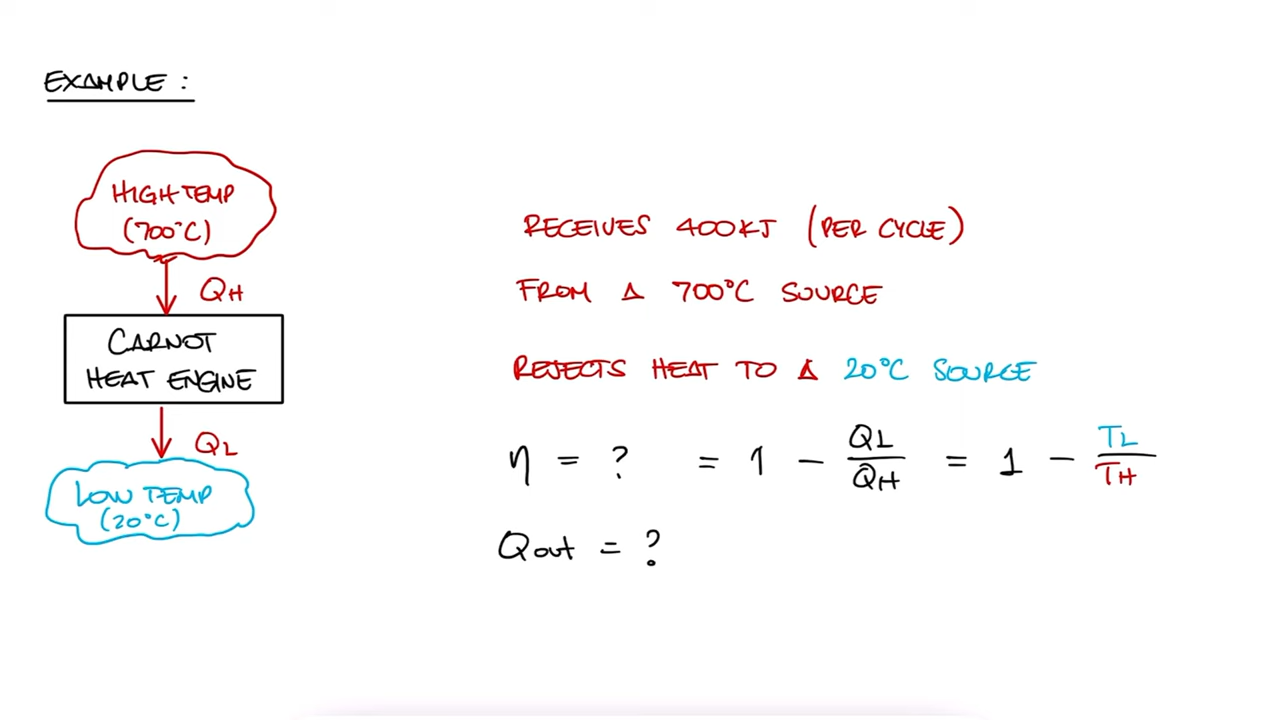 EXAMPLE :
HIGH TEMP
(700°C)
QH
CARNOT
HEAT ENGINE
QL
LOW TEMP
(20°C)
RECEIVES 400KJ (PER CYCLE)
FROM A 700°C SOURCE
REJECTS HEAT TO A 20°C SOURCE
η = ? = 1 - QL/QH = 1 - TL/TH
Qout = ?